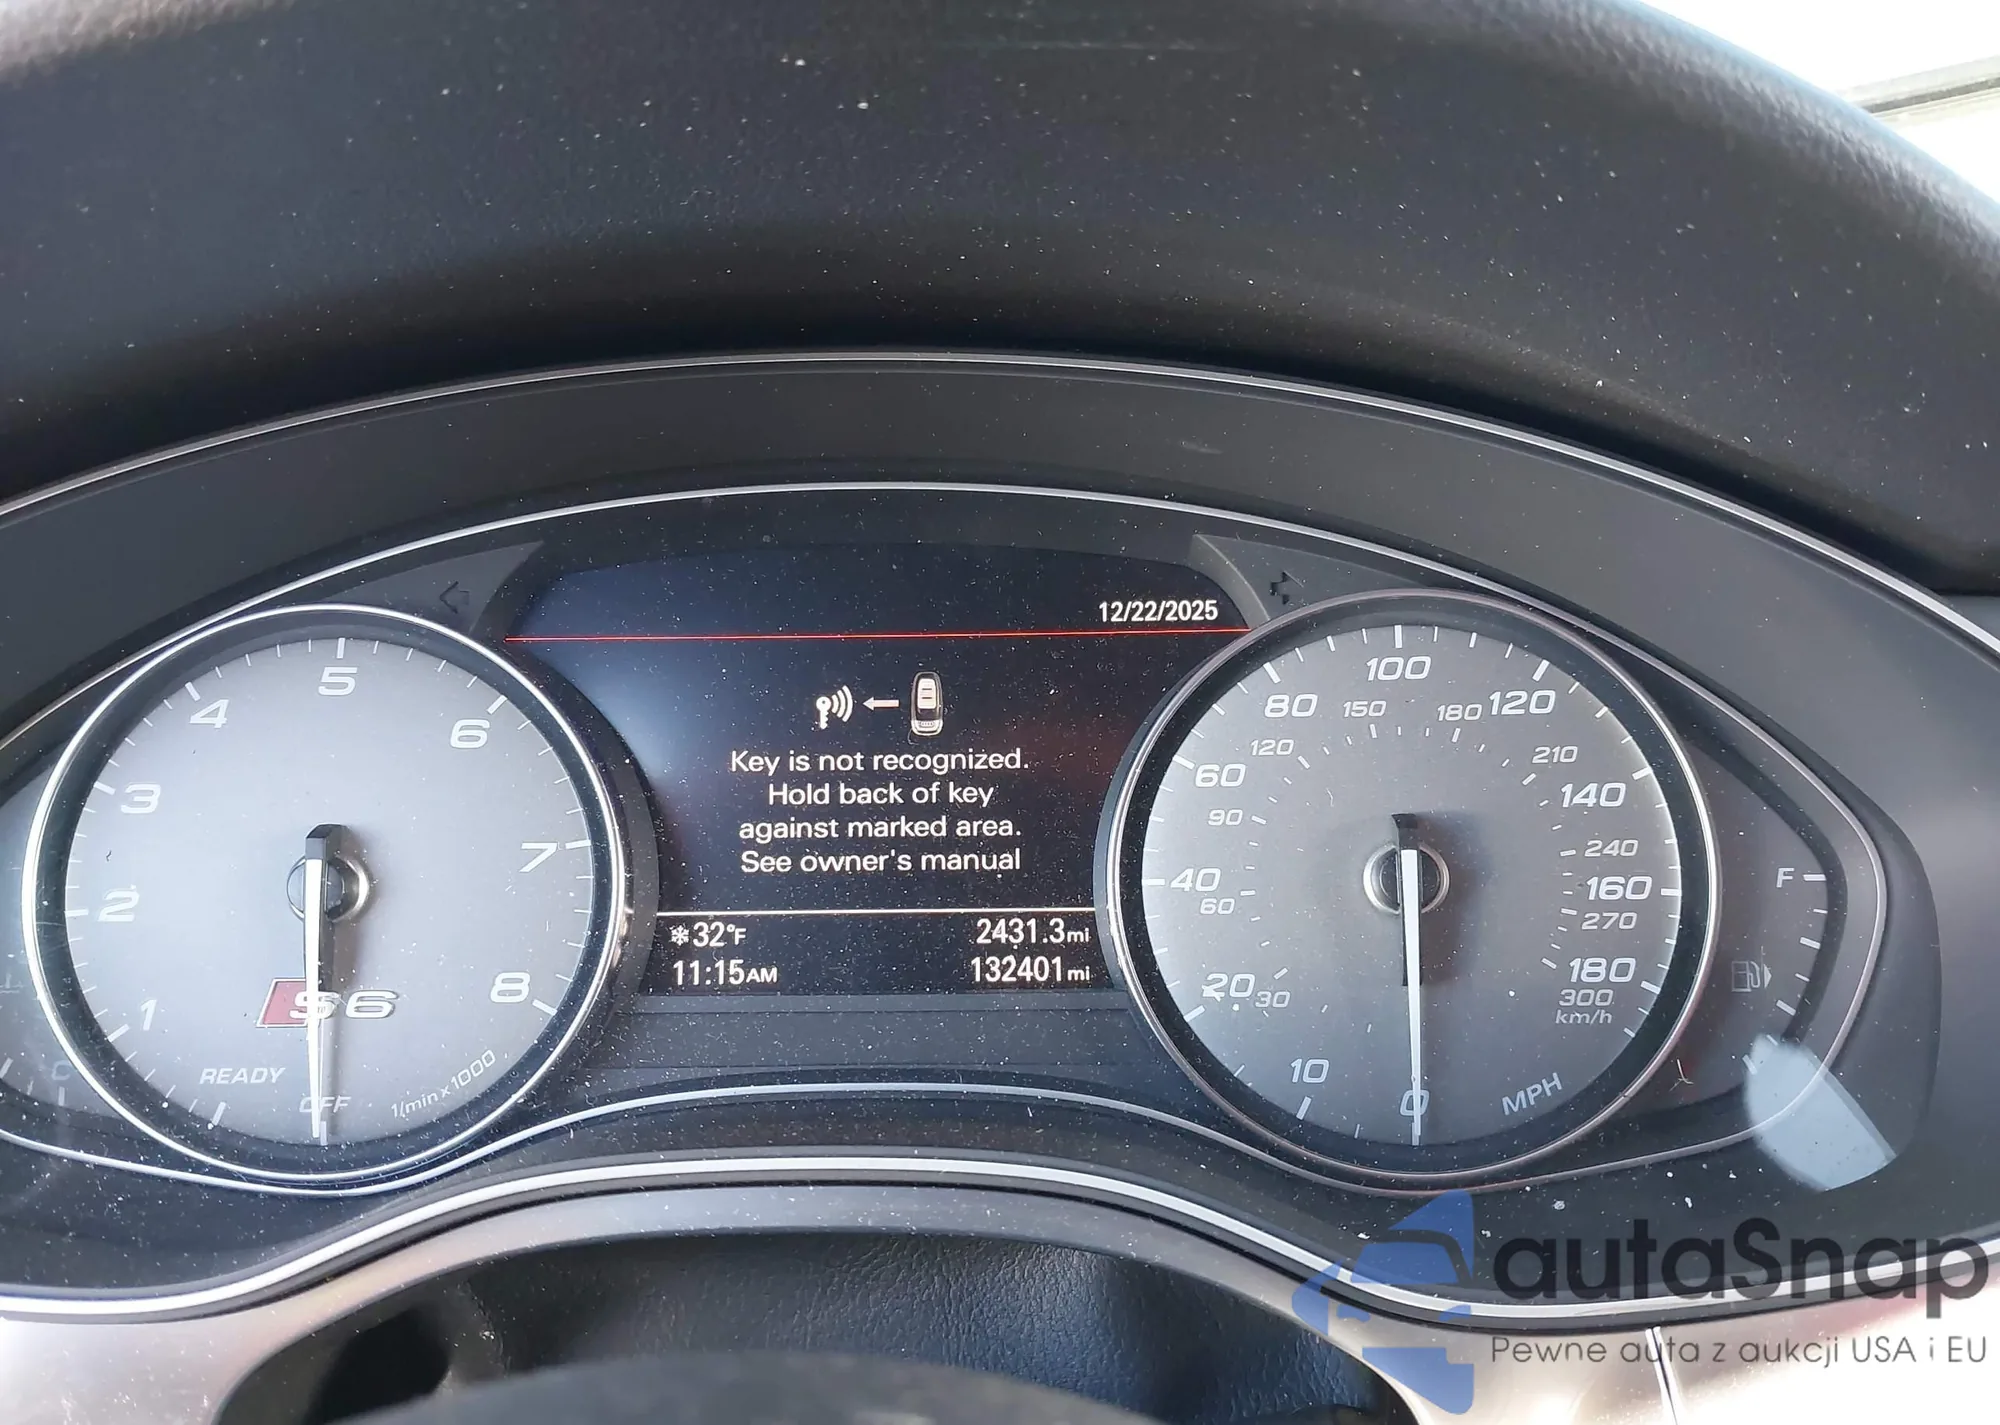 12/22/2025
Key is not recognized.
Hold back of key
against marked area.
See owner's manual
❄32°F
2431.3mi
11:15AM
132401mi
1
2
3
4
5
6
7
8
S6
READY
OFF
1/min x 1000
C
0
10
20
40
60
80
100
120
140
160
180
MPH
30
60
90
120
150
180
210
240
270
300
km/h
F
autaSnap
Pewne auta z aukcji USA i EU